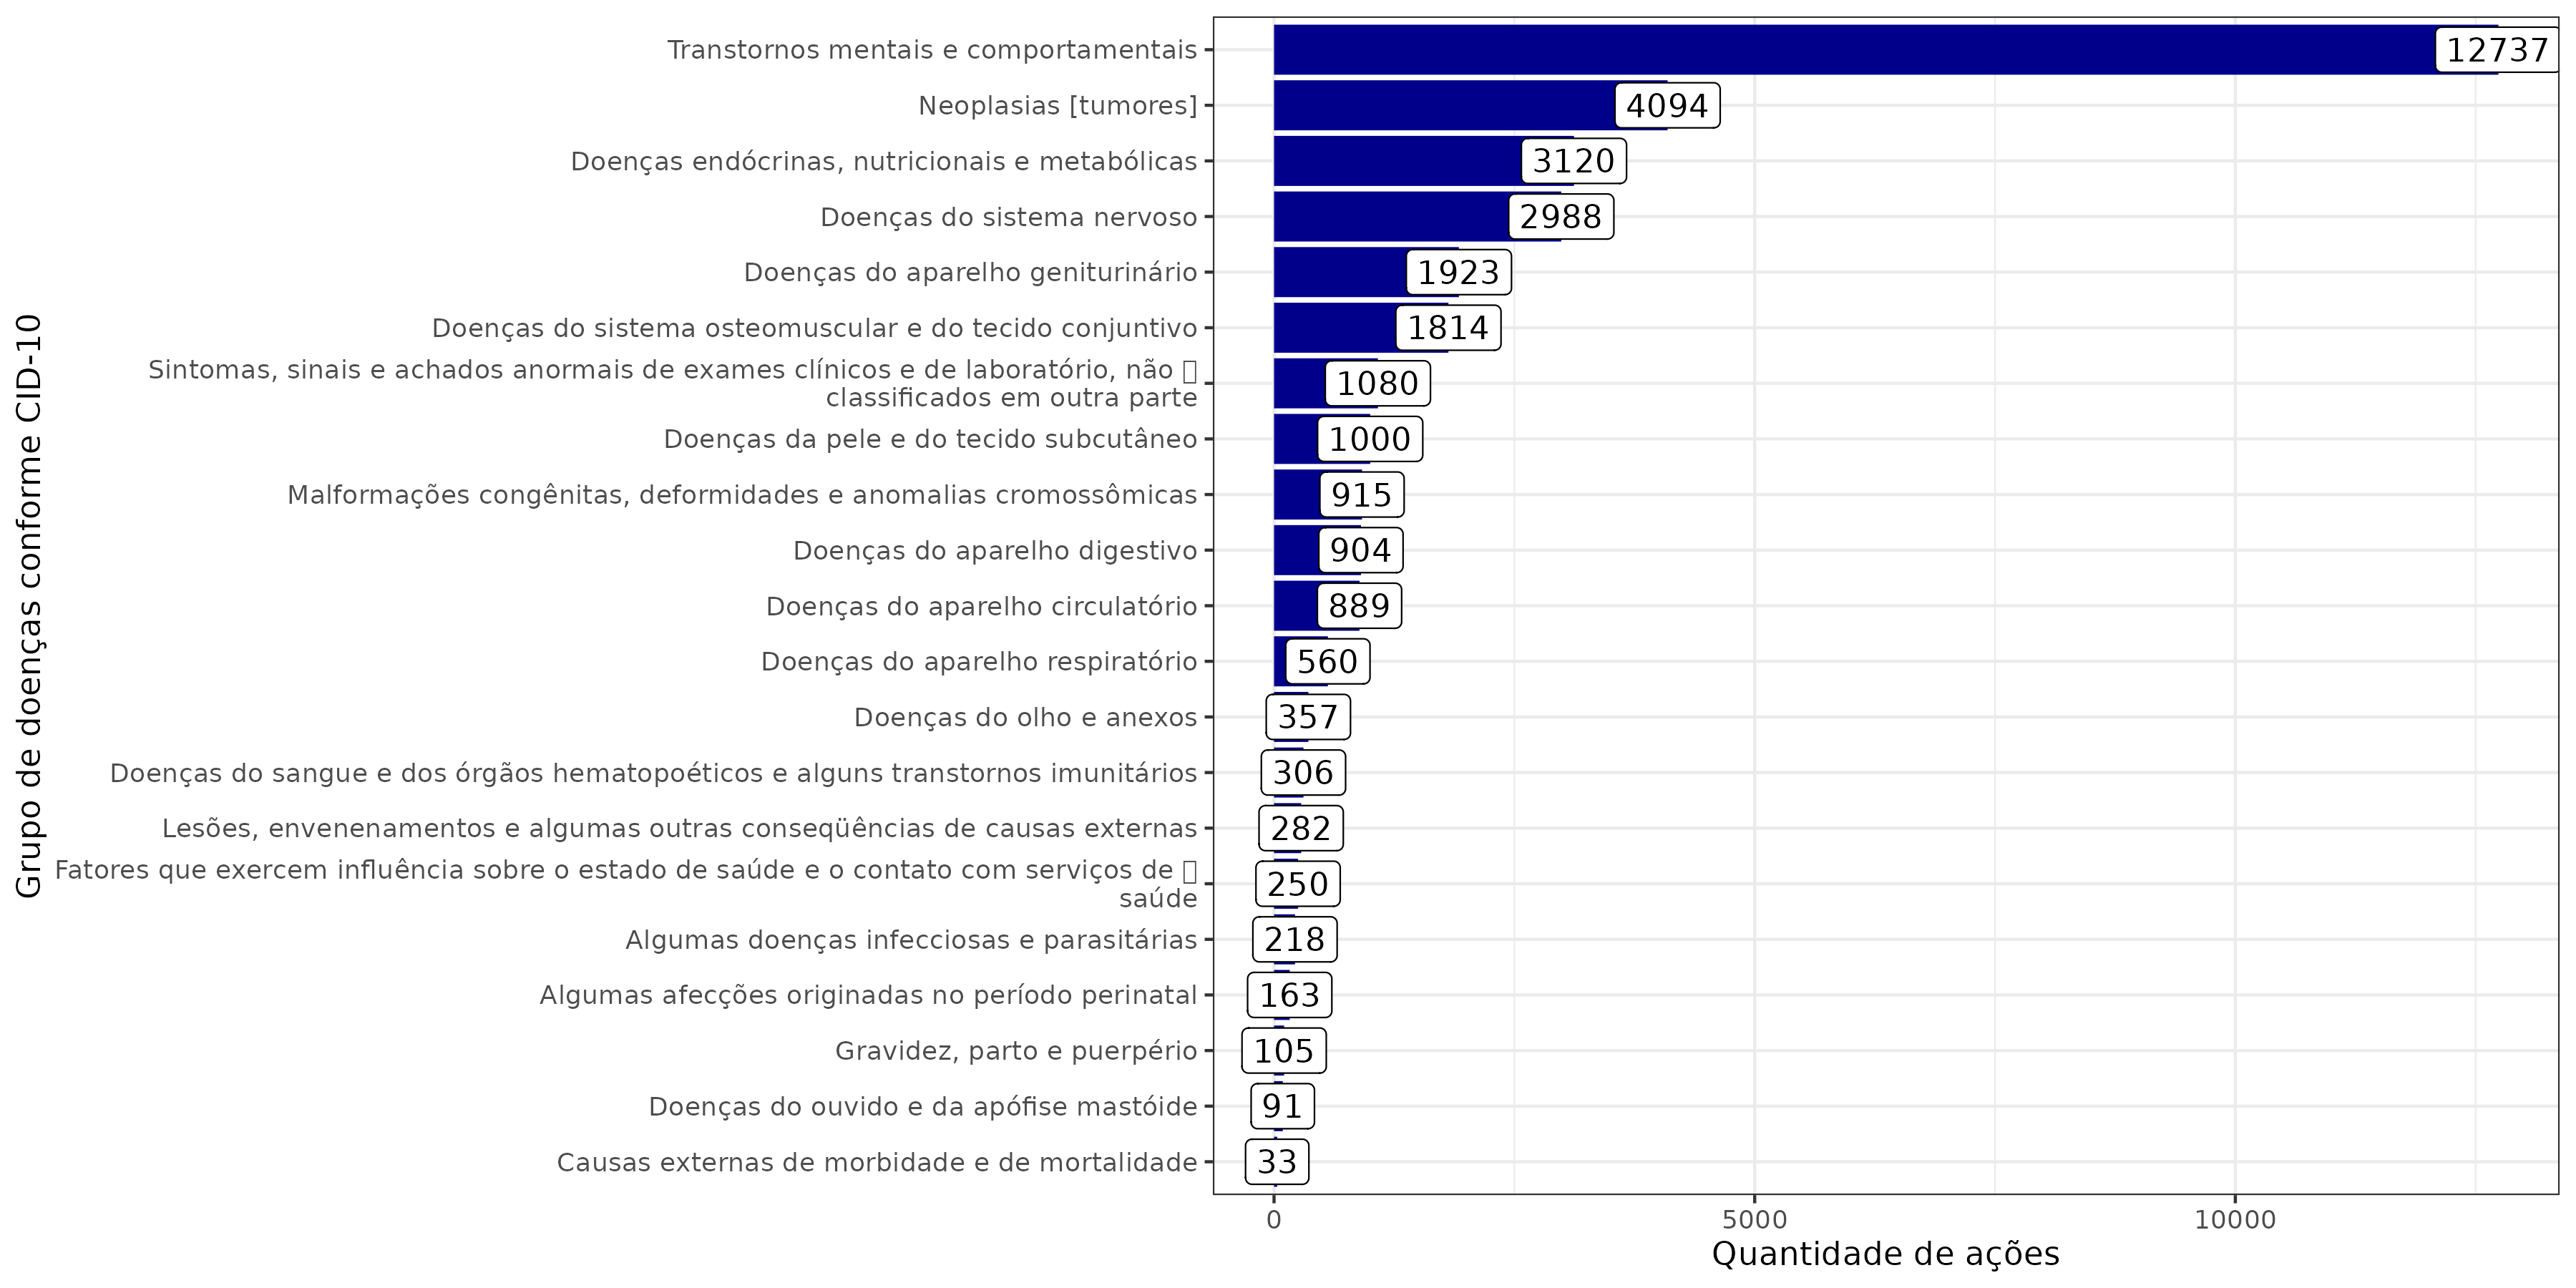 Grupo de doenças conforme CID-10
Transtornos mentais e comportamentais
12737
Neoplasias [tumores]
4094
Doenças endócrinas, nutricionais e metabólicas
3120
Doenças do sistema nervoso
2988
Doenças do aparelho geniturinário
1923
Doenças do sistema osteomuscular e do tecido conjuntivo
1814
Sintomas, sinais e achados anormais de exames clínicos e de laboratório, não
classificados em outra parte
1080
Doenças da pele e do tecido subcutâneo
1000
Malformações congênitas, deformidades e anomalias cromossômicas
915
Doenças do aparelho digestivo
904
Doenças do aparelho circulatório
889
Doenças do aparelho respiratório
560
Doenças do olho e anexos
357
Doenças do sangue e dos órgãos hematopoéticos e alguns transtornos imunitários
306
Lesões, envenenamentos e algumas outras conseqüências de causas externas
282
Fatores que exercem influência sobre o estado de saúde e o contato com serviços de
saúde
250
Algumas doenças infecciosas e parasitárias
218
Algumas afecções originadas no período perinatal
163
Gravidez, parto e puerpério
105
Doenças do ouvido e da apófise mastóide
91
Causas externas de morbidade e de mortalidade
33
0 5000 10000
Quantidade de ações